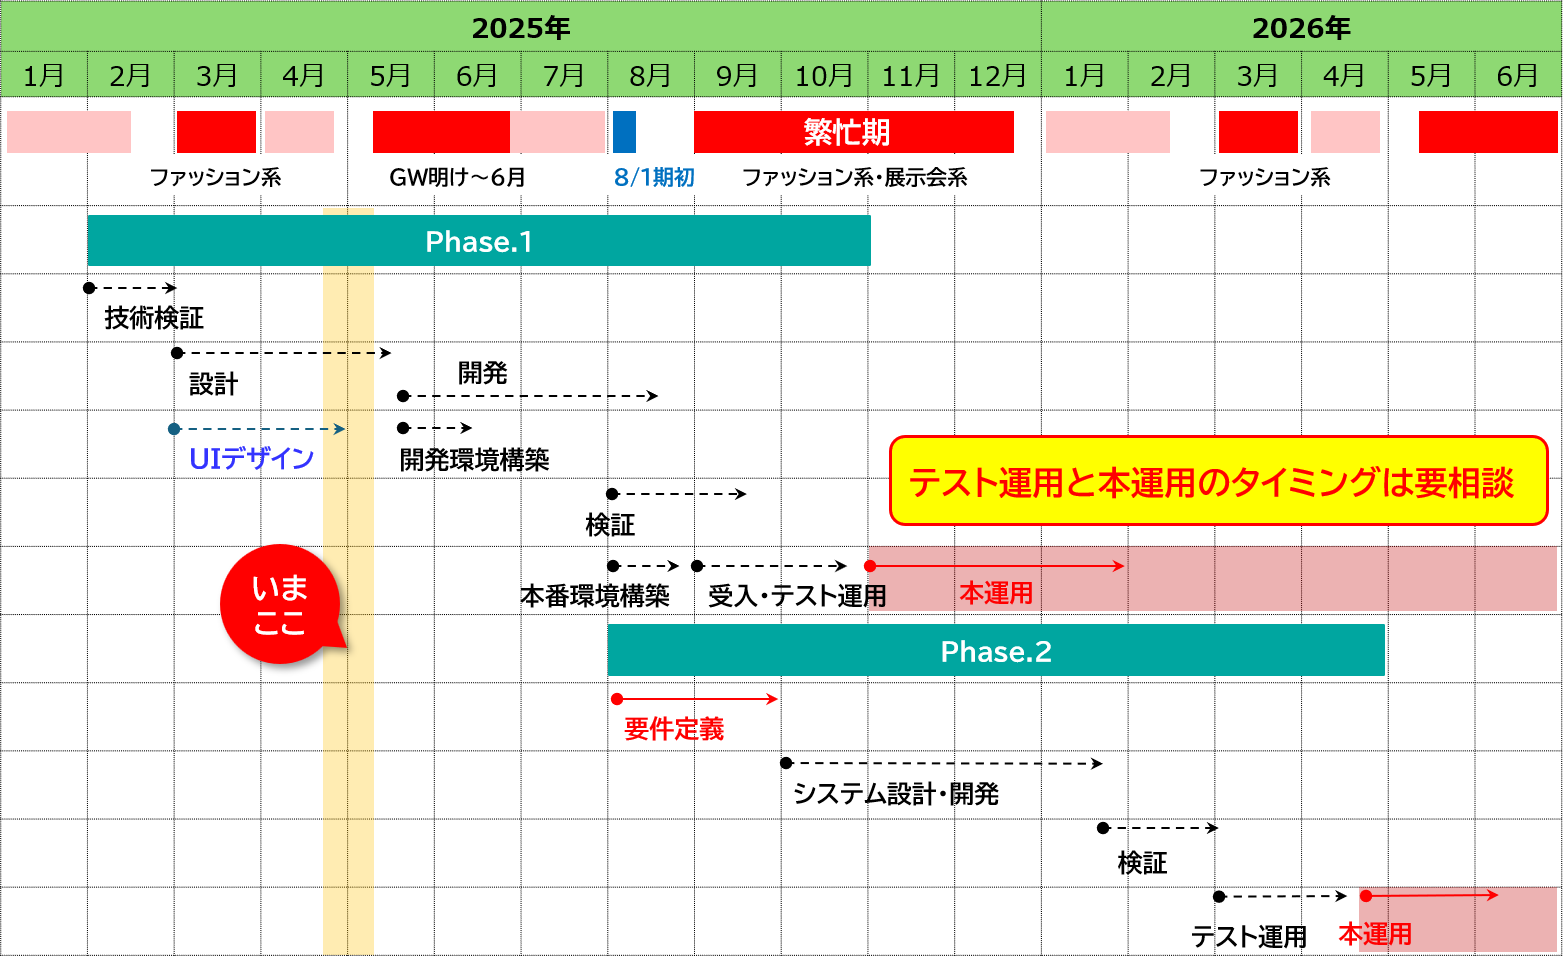 2025年
2026年
1月
2月
3月
4月
5月
6月
7月
8月
9月
10月
11月
12月
1月
2月
3月
4月
5月
6月
繁忙期
ファッション系
GW明け～6月
8/1期初
ファッション系・展示会系
ファッション系
Phase.1
技術検証
設計
開発
UIデザイン
開発環境構築
テスト運用と本運用のタイミングは要相談
検証
いま
ここ
本番環境構築
受入・テスト運用
本運用
Phase.2
要件定義
システム設計・開発
検証
テスト運用
本運用